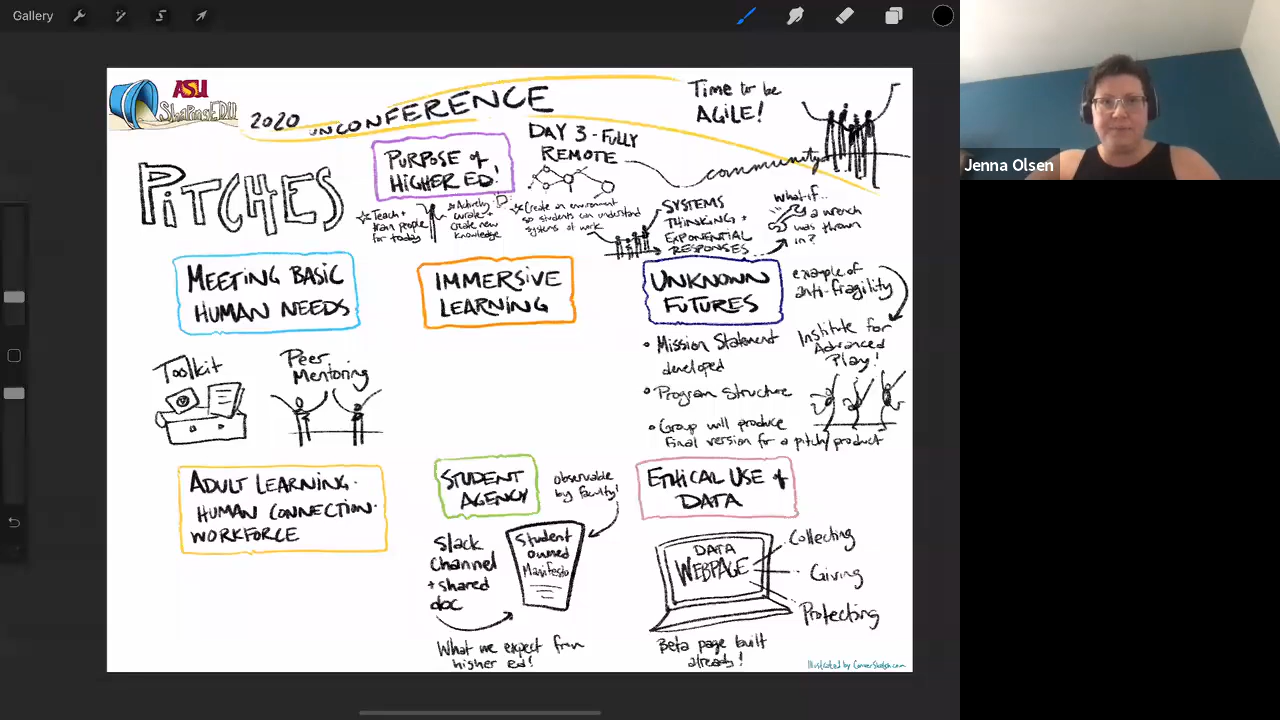 Gallery
ASU
ShapingEDU
2020 UNCONFERENCE
Time to be
AGILE!
DAY 3 - FULLY
REMOTE
community
PITCHES
PURPOSE of
HIGHER ED!
Teach +
train people
for today
Actively
curate +
create new
knowledge
Create an environment
so students can understand
systems at work
SYSTEMS
THINKING +
EXPONENTIAL
RESPONSES
what if...
a wrench
was thrown
in?
MEETING BASIC
HUMAN NEEDS
IMMERSIVE
LEARNING
UNKNOWN
FUTURES
example of
anti-fragility
Institute for
Advanced
Play!
Toolkit
Peer
Mentoring
• Mission Statement
developed
• Program Structure
• Group will produce
final version for a pitch/product
ADULT LEARNING.
HUMAN CONNECTION.
WORKFORCE
STUDENT
AGENCY
observable
by faculty!
Slack
Channel
+ shared
doc
Student
Owned
Manifesto
What we expect from
higher ed!
ETHICAL USE of
DATA
DATA
WEBPAGE
Collecting
Giving
Protecting
Beta page built
already!
Illustrated by ConverSketch.com
Jenna Olsen